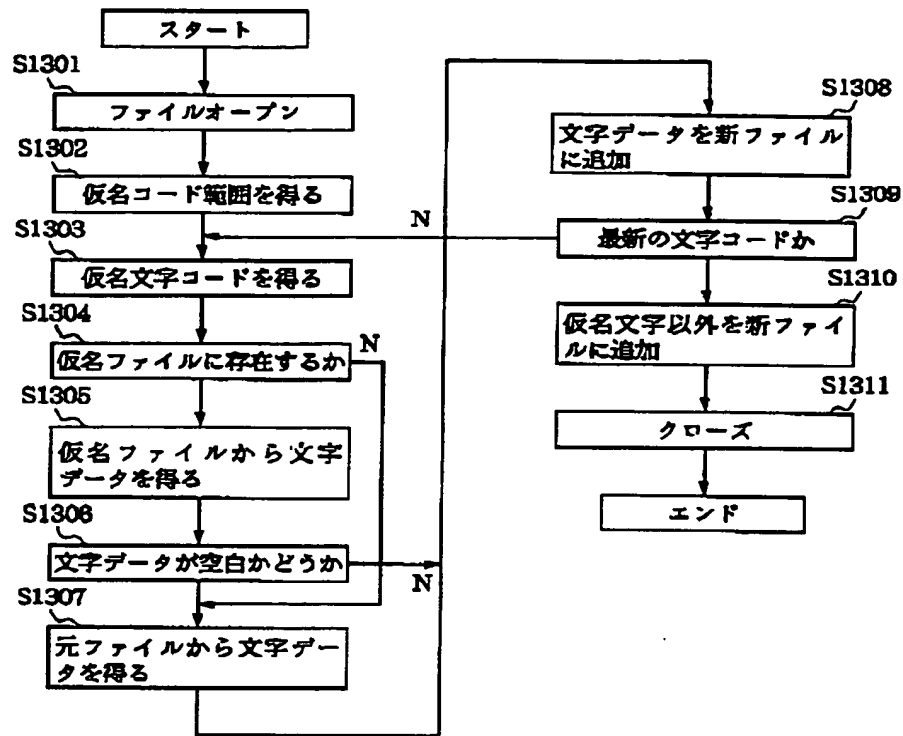 スタート
S1301
ファイルオープン
S1302
仮名コード範囲を得る
S1303
仮名文字コードを得る
S1304
仮名ファイルに存在するか
N
S1305
仮名ファイルから文字
データを得る
S1306
文字データが空白かどうか
N
S1307
元ファイルから文字デー
タを得る
S1308
文字データを新ファイル
に追加
S1309
N
最新の文字コードか
S1310
仮名文字以外を新ファイ
ルに追加
S1311
クローズ
エンド